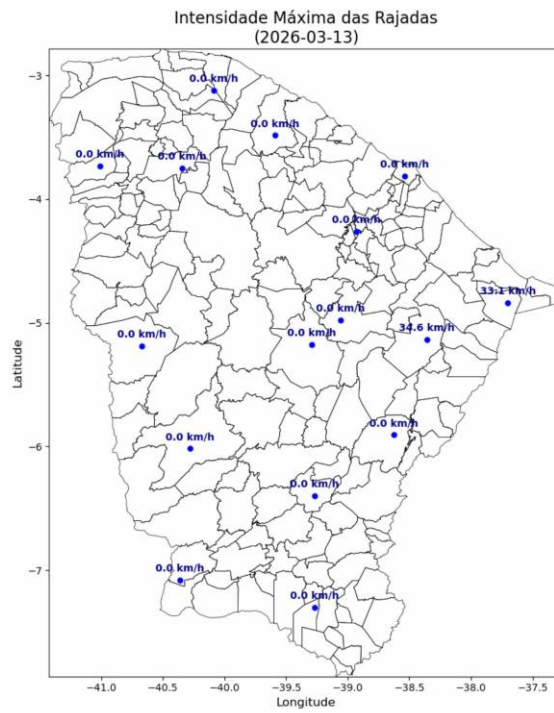 Intensidade Máxima das Rajadas
(2026-03-13)
−3
0.0 km/h
0.0 km/h
0.0 km/h
0.0 km/h
0.0 km/h
−4
0.0 km/h
33.1 km/h
0.0 km/h
34.6 km/h
−5
0.0 km/h
0.0 km/h
0.0 km/h
−6
0.0 km/h
0.0 km/h
−7
0.0 km/h
0.0 km/h
Latitude
−41.0
−40.5
−40.0
−39.5
−39.0
−38.5
−38.0
−37.5
Longitude